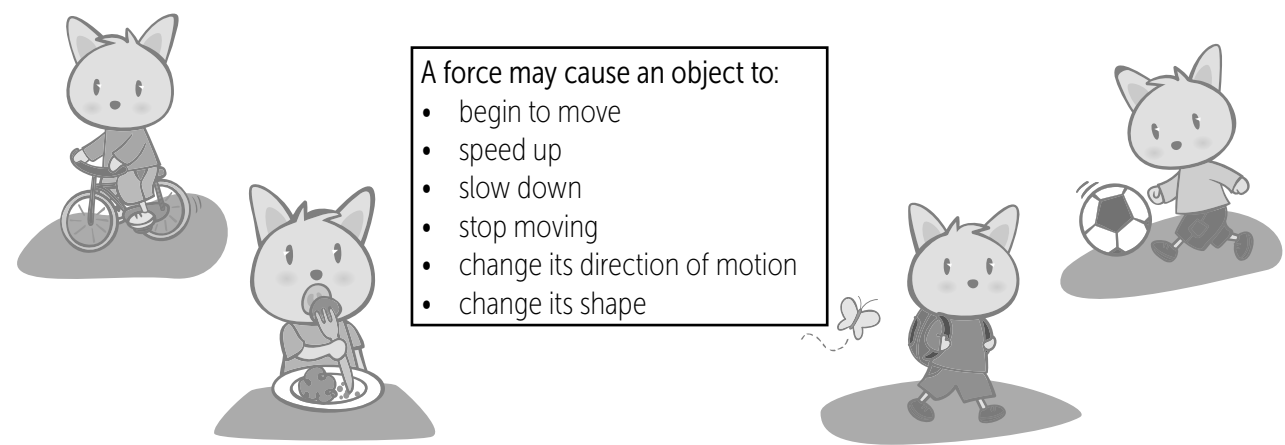 A force may cause an object to:
• begin to move
• speed up
• slow down
• stop moving
• change its direction of motion
• change its shape